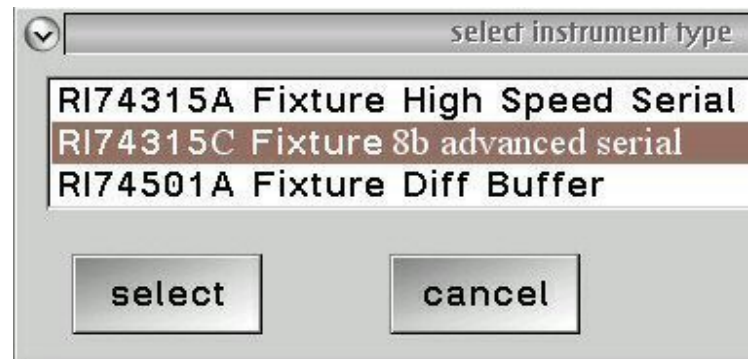 select instrument type
RI74315A Fixture High Speed Serial
RI74315C Fixture 8b advanced serial
RI74501A Fixture Diff Buffer
select cancel